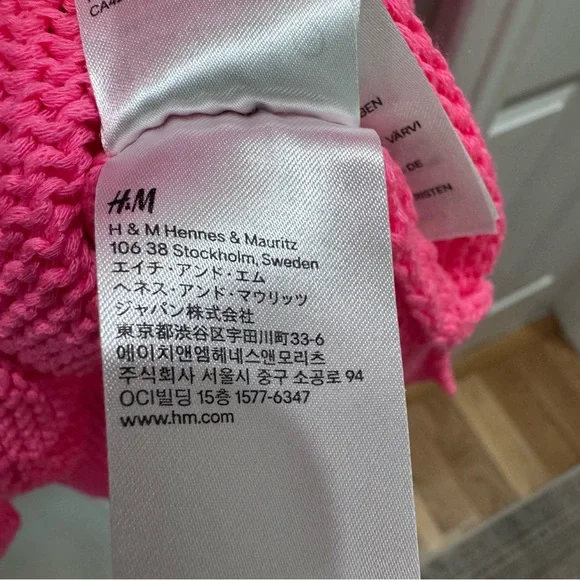 H&M
H & M Hennes & Mauritz
106 38 Stockholm, Sweden
エイチ・アンド・エム
ヘネス・アンド・マウリッツ
ジャパン株式会社
東京都渋谷区宇田川町33-6
에이치앤엠헤네스앤모리츠
주식회사 서울시 중구 소공로 94
OCI빌딩 15층 1577-6347
www.hm.com
VÄRVI
DE